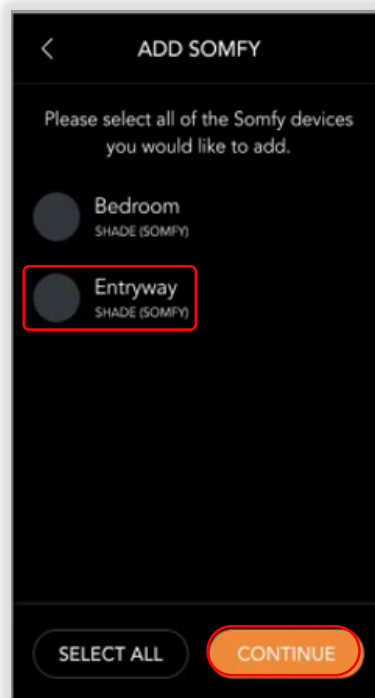 ADD SOMFY
Please select all of the Somfy devices
you would like to add.
Bedroom
SHADE (SOMFY)
Entryway
SHADE (SOMFY)
SELECT ALL
CONTINUE